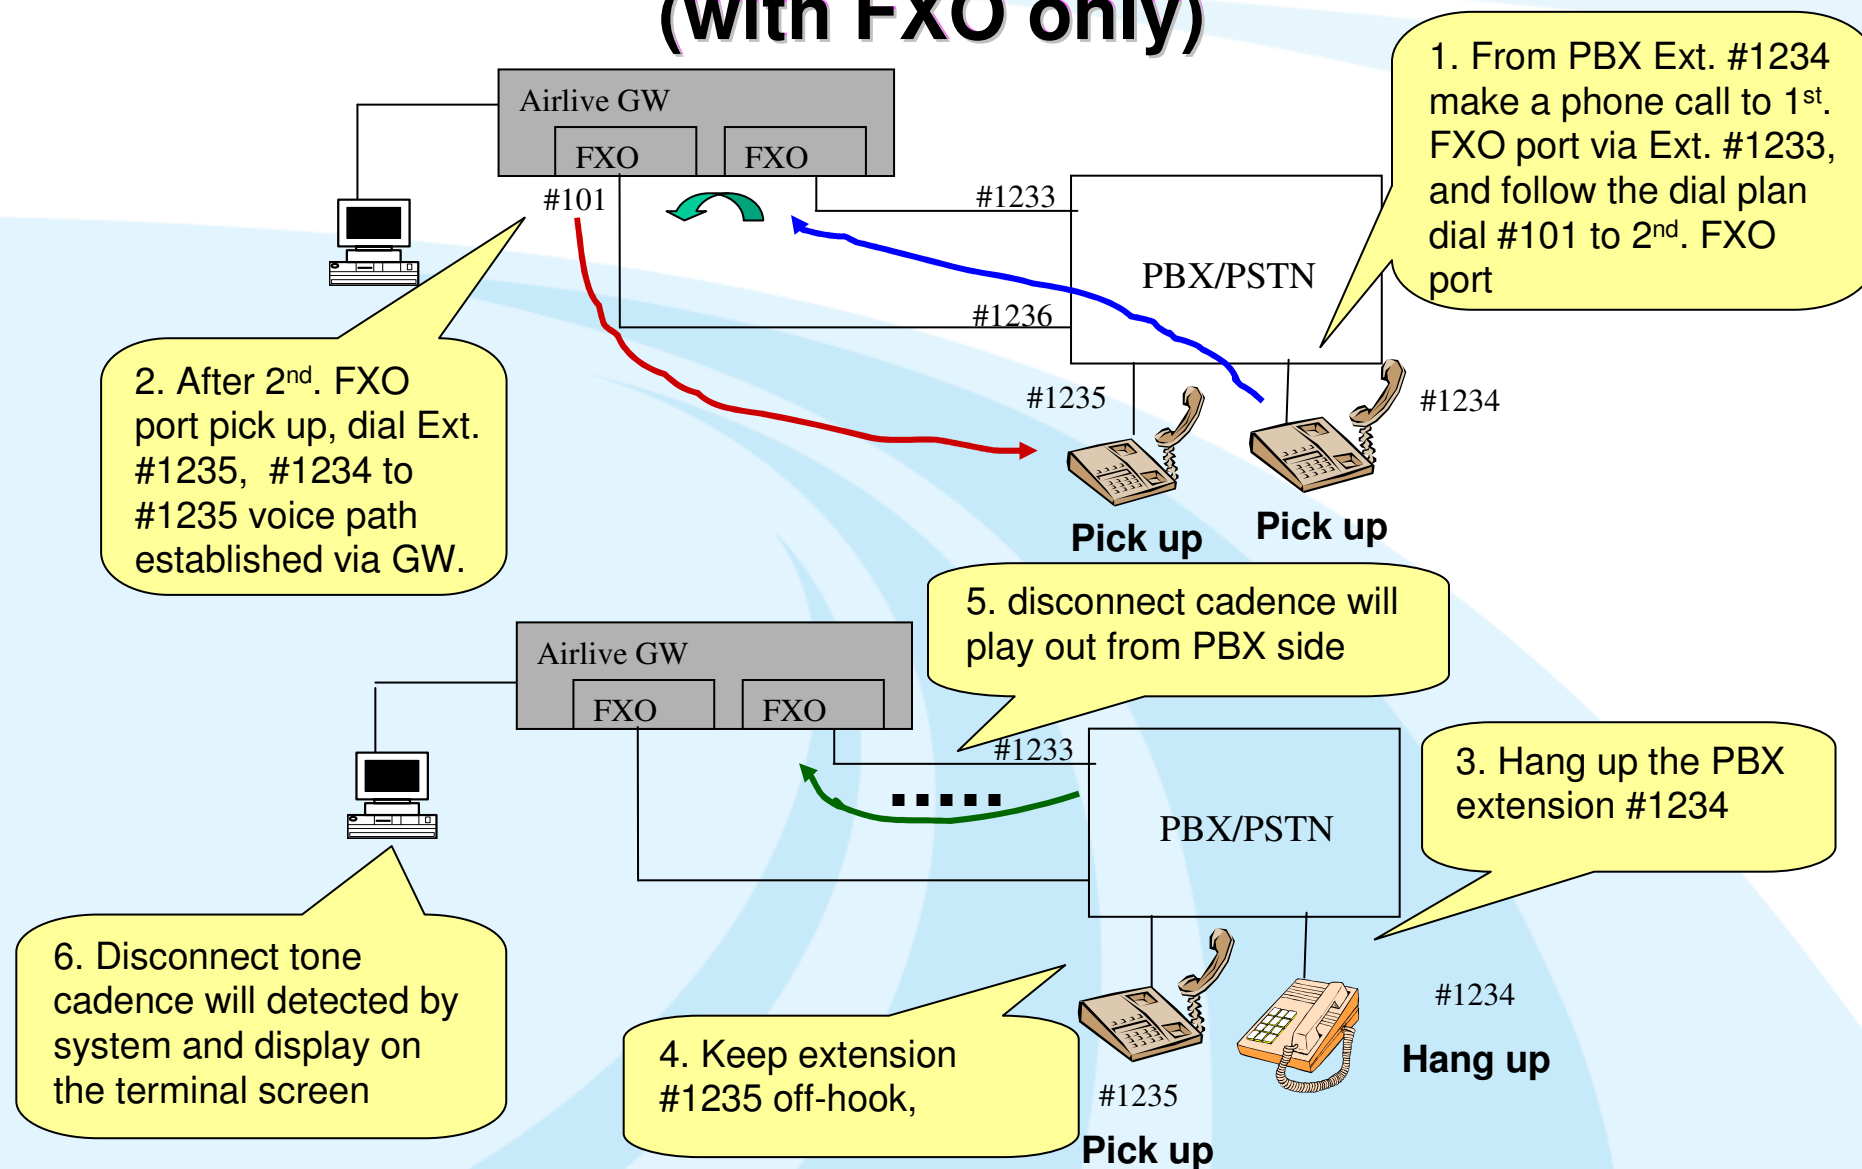 (with FXO only)
1. From PBX Ext. #1234
make a phone call to 1st.
FXO port via Ext. #1233,
and follow the dial plan
dial #101 to 2nd. FXO
port
Airlive GW
FXO
FXO
#101
#1233
PBX/PSTN
#1236
2. After 2nd. FXO
port pick up, dial Ext.
#1235, #1234 to
#1235 voice path
established via GW.
#1235
#1234
Pick up
Pick up
5. disconnect cadence will
play out from PBX side
Airlive GW
FXO
FXO
#1233
PBX/PSTN
3. Hang up the PBX
extension #1234
6. Disconnect tone
cadence will detected by
system and display on
the terminal screen
4. Keep extension
#1235 off-hook,
#1234
Hang up
#1235
Pick up